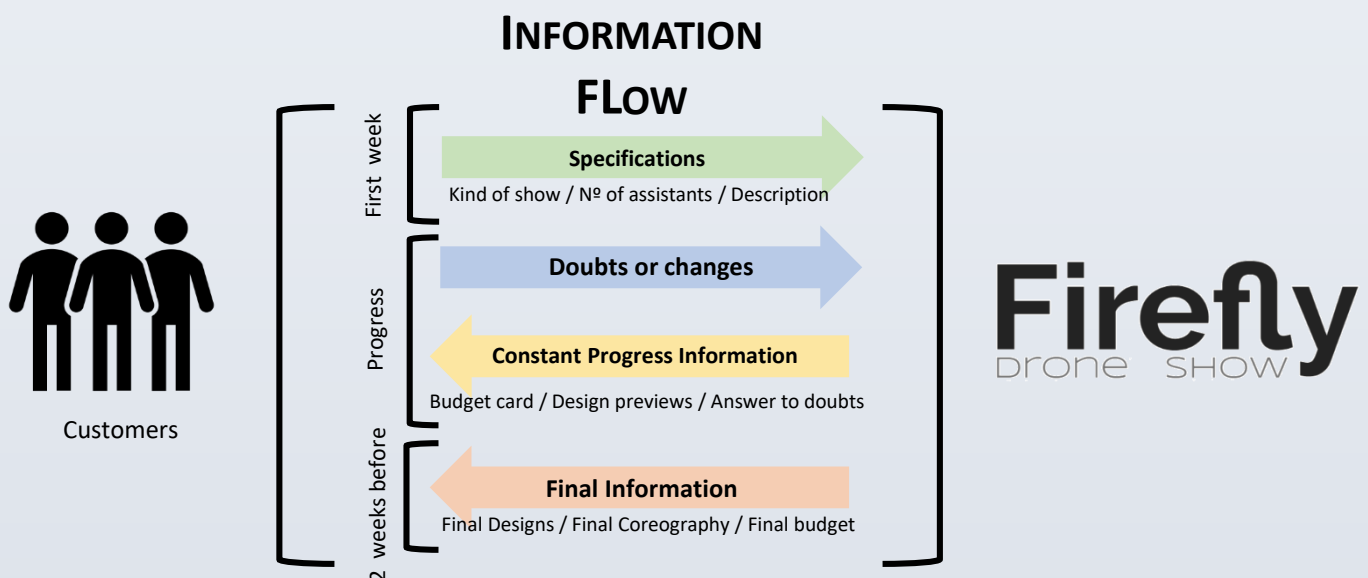 INFORMATION
FLOW
First week
Specifications
Kind of show / Nº of assistants / Description
Progress
Doubts or changes
Constant Progress Information
Budget card / Design previews / Answer to doubts
2 weeks before
Final Information
Final Designs / Final Coreography / Final budget
Customers
Firefly
Drone SHOW